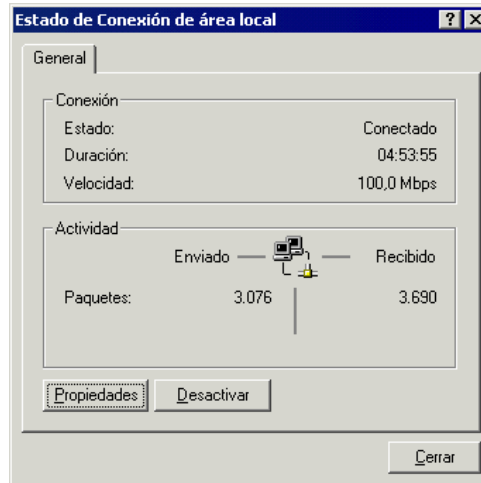 Estado de Conexión de área local
General
Conexión
Estado: Conectado
Duración: 04:53:55
Velocidad: 100,0 Mbps
Actividad
Enviado Recibido
Paquetes: 3.076 3.690
Propiedades Desactivar
Cerrar